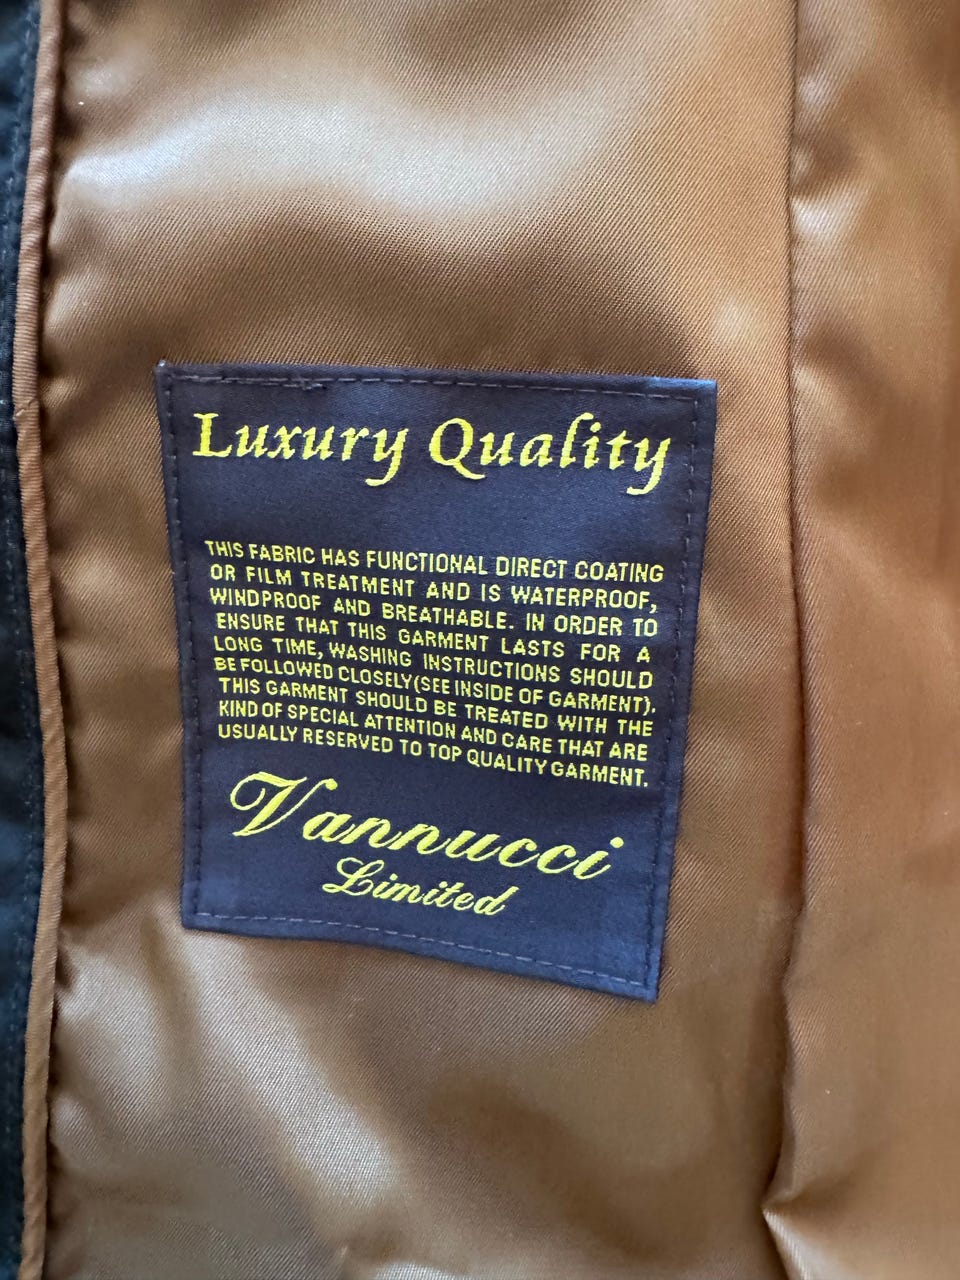 Luxury Quality
THIS FABRIC HAS FUNCTIONAL DIRECT COATING
OR FILM TREATMENT AND IS WATERPROOF,
WINDPROOF AND BREATHABLE. IN ORDER TO
ENSURE THAT THIS GARMENT LASTS FOR A
LONG TIME, WASHING INSTRUCTIONS SHOULD
BE FOLLOWED CLOSELY(SEE INSIDE OF GARMENT).
THIS GARMENT SHOULD BE TREATED WITH THE
KIND OF SPECIAL ATTENTION AND CARE THAT ARE
USUALLY RESERVED TO TOP QUALITY GARMENT.
Vannucci
Limited